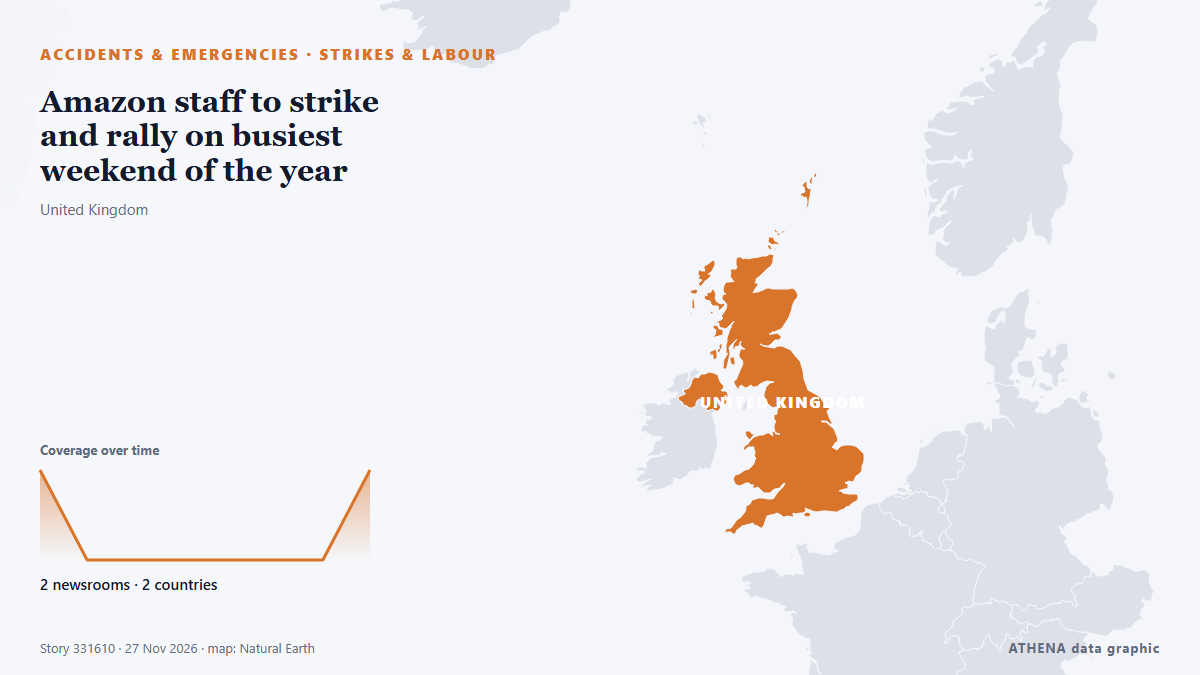 ACCIDENTS & EMERGENCIES · STRIKES & LABOUR
Amazon staff to strike
and rally on busiest
weekend of the year
United Kingdom
UNITED KINGDOM
Coverage over time
2 newsrooms · 2 countries
Story 331610 · 27 Nov 2026 · map: Natural Earth
ATHENA data graphic